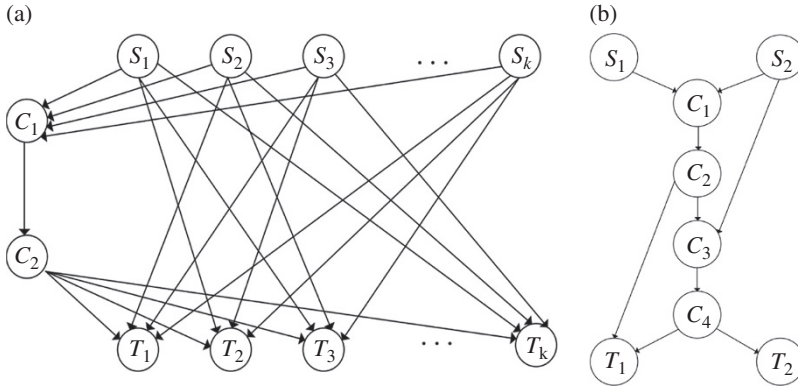 (a)
S1 S2 S3 ... Sk
C1
C2
T1 T2 T3 ... Tk
(b)
S1 S2
C1
C2
C3
C4
T1 T2